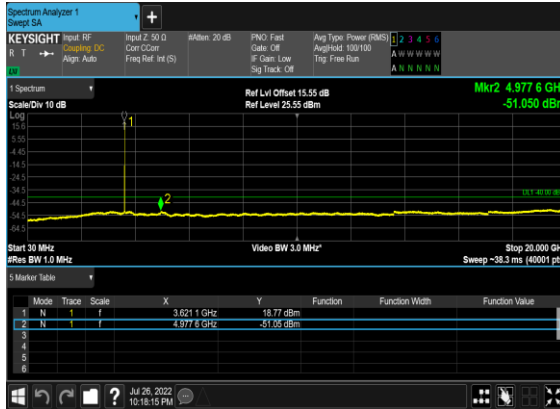 Spectrum Analyzer 1
Swept SA
+
KEYSIGHT Input: RF Input Z: 50 Ω #Atten: 20 dB PNO: Fast Avg Type: Power (RMS) 1 2 3 4 5 6
R T Coupling: DC Corr CCorr Gate: Off Avg|Hold: 100/100 A W W W W W
Align: Auto Freq Ref: Int (S) IF Gain: Low Trig: Free Run
Sig Track: Off A N N N N N
LU
1 Spectrum Ref Lvl Offset 15.55 dB Mkr2 4.977 6 GH
Scale/Div 10 dB Ref Level 25.55 dBm -51.050 dB
Log
15.6
5.55
-4.45
-14.5
-24.5
-34.5
-44.5
-54.5
-64.5
1
2
DL1 -40.00 dB
Start 30 MHz Video BW 3.0 MHz* Stop 20.000 GH
#Res BW 1.0 MHz Sweep ~38.3 ms (40001 pt
5 Marker Table
Mode Trace Scale X Y Function Function Width Function Value
1 N 1 f 3.621 1 GHz 18.77 dBm
2 N 1 f 4.977 6 GHz -51.05 dBm
3
4
5
6
? Jul 26, 2022
10:18:15 PM